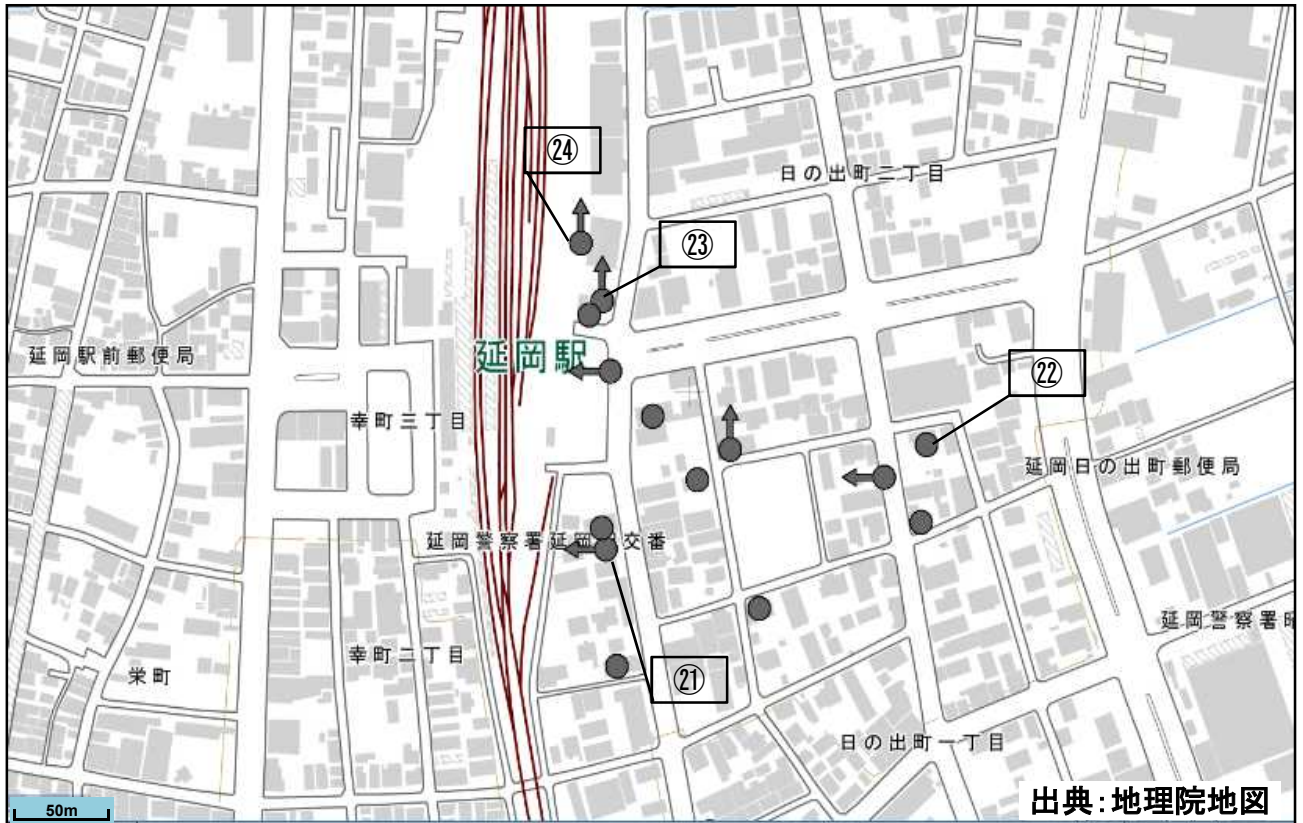 ㉔
日の出町二丁目
㉓
延岡駅
延岡駅前郵便局
㉒
幸町三丁目
延岡日の出町郵便局
延岡警察署延岡
交番
延岡警察署
幸町二丁目
栄町
㉑
日の出町一丁目
出典:地理院地図
50m